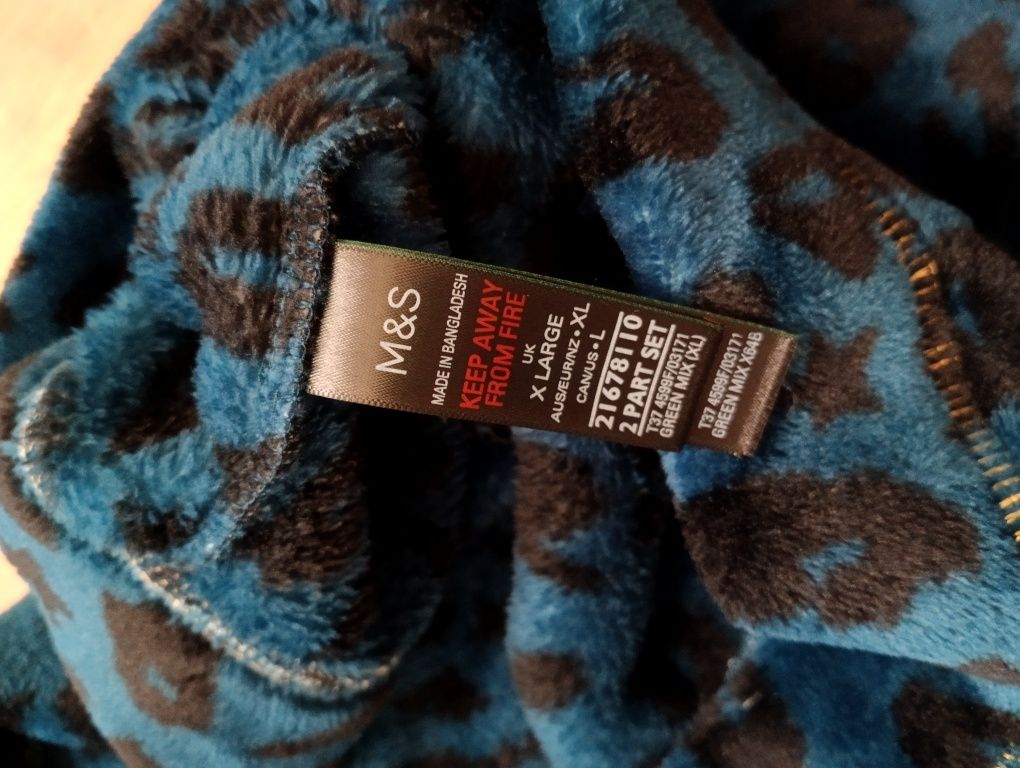 M&S
MADE IN BANGLADESH
KEEP AWAY
FROM FIRE
UK
X LARGE
AUS/EUR/NZ•XL
CAN/US•L
21678110
2 PART SET
T37 4599F/03171
GREEN MIX (XL)
T37 4599F/03171
GREEN MIX XG4B